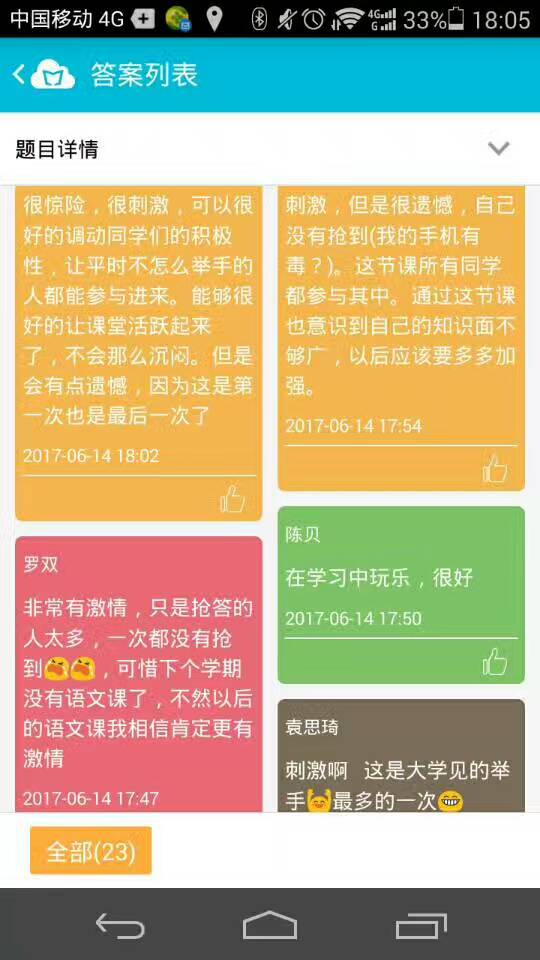 中国移动 4G
4G
G
33%
18:05
答案列表
题目详情
很惊险，很刺激，可以很
好的调动同学们的积极
性，让平时不怎么举手的
人都能参与进来。能够很
好的让课堂活跃起来
了，不会那么沉闷。但是
会有点遗憾，因为这是第
一次也是最后一次了
2017-06-14 18:02
罗双
非常有激情，只是抢答的
人太多，一次都没有抢
到😫😫，可惜下个学期
没有语文课了，不然以后
的语文课我相信肯定更有
激情
2017-06-14 17:47
刺激，但是很遗憾，自己
没有抢到(我的手机有
毒？)。这节课所有同学
都参与其中。通过这节课
也意识到自己的知识面不
够广，以后应该要多多加
强。
2017-06-14 17:54
陈贝
在学习中玩乐，很好
2017-06-14 17:50
袁思琦
刺激啊 这是大学见的举
手🙌最多的一次😁
全部(23)